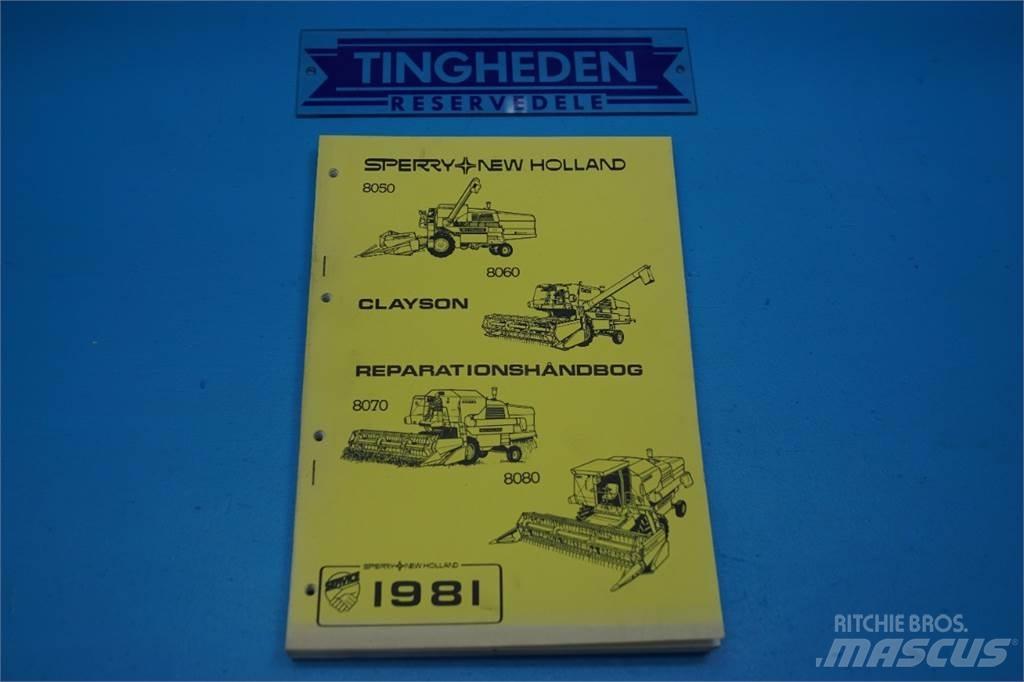 TINGHEDEN
RESERVEDELE
SPERRY NEW HOLLAND
8050
8060
CLAYSON
REPARATIONSHÅNDBOG
8070
8080
SPERRY NEW HOLLAND
SERVICE
1981
RITCHIE BROS.
MASCUS